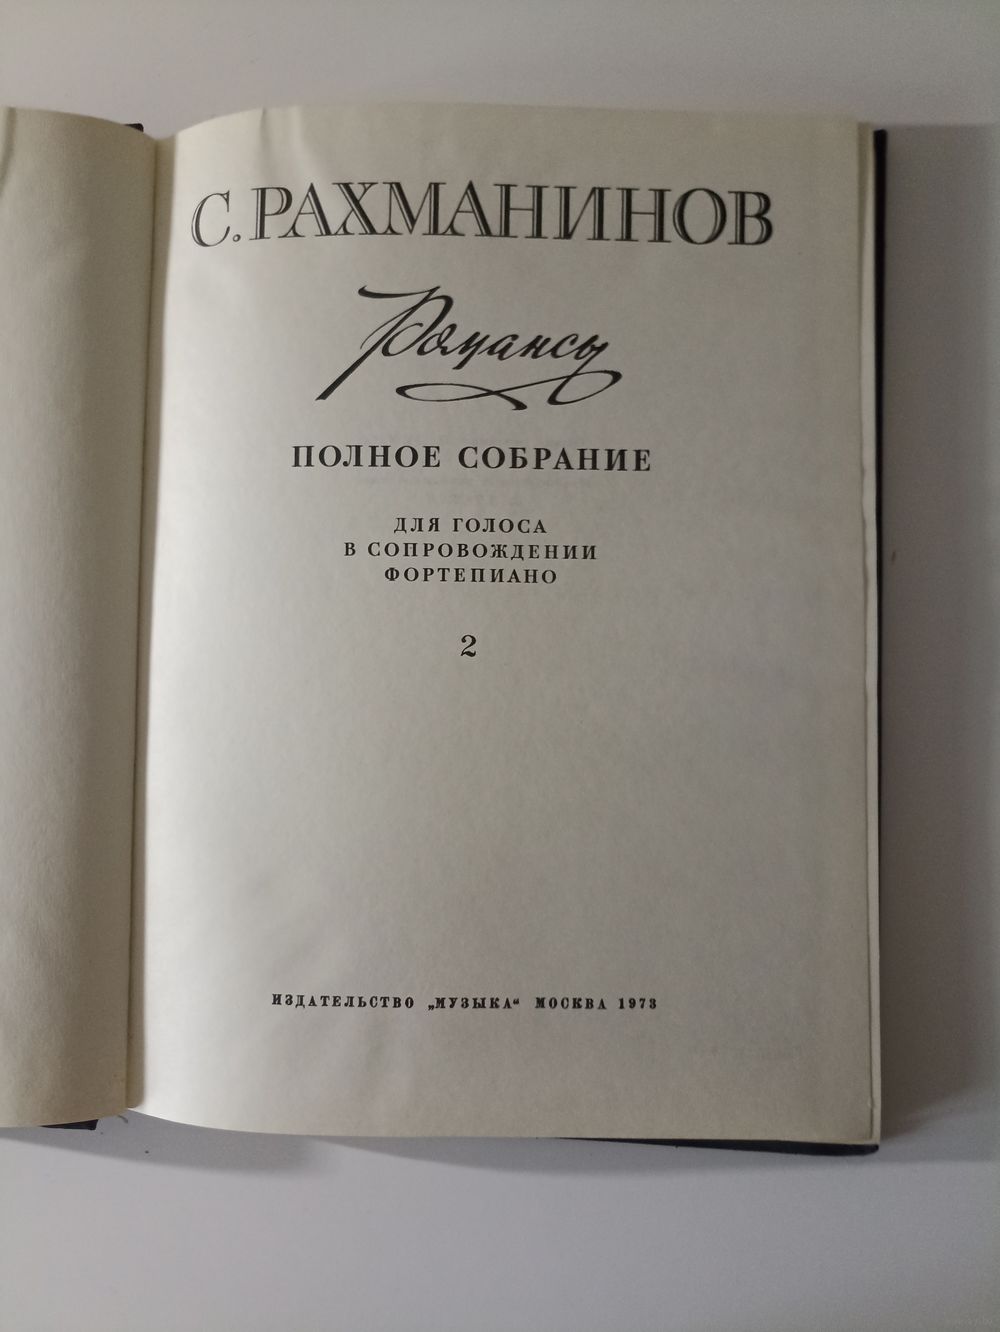 С. РАХМАНИНОВ
Романсы
ПОЛНОЕ СОБРАНИЕ
ДЛЯ ГОЛОСА
В СОПРОВОЖДЕНИИ
ФОРТЕПИАНО
2
ИЗДАТЕЛЬСТВО „МУЗЫКА“ МОСКВА 1973